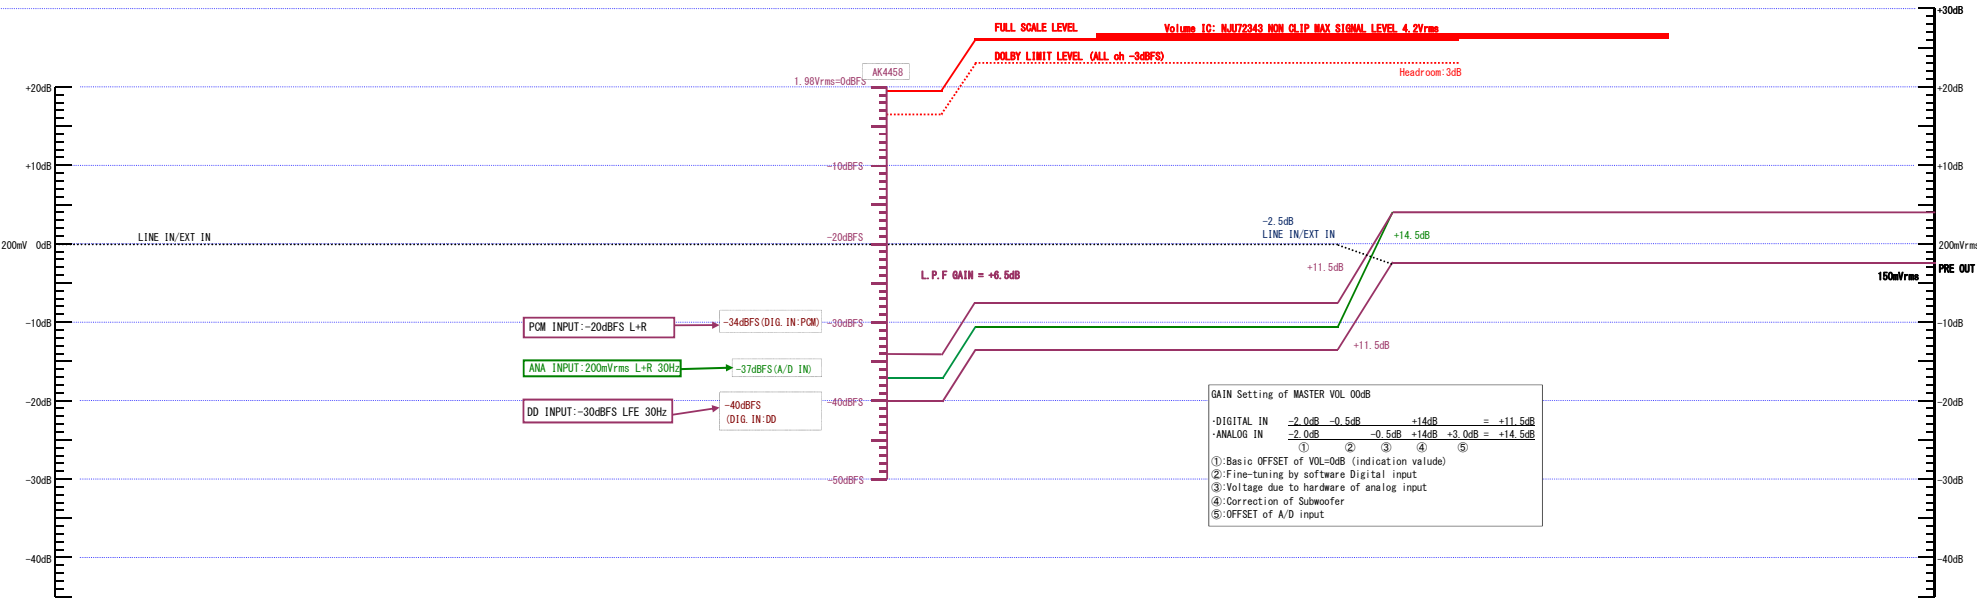 +30dB
FULL SCALE LEVEL
Volume IC: NJU72343 NON CLIP MAX SIGNAL LEVEL 4.2Vrms
DOLBY LIMIT LEVEL (ALL ch -3dBFS)
Headroom:3dB
AK4458
1.98Vrms=0dBFS
+20dB
+20dB
+10dB
-10dBFS
+10dB
LINE IN/EXT IN
-20dBFS
-2.5dB
LINE IN/EXT IN
+14.5dB
200mV 0dB
200mVrms
L.P.F GAIN = +6.5dB
+11.5dB
150mVrms
PRE OUT
-10dB
PCM INPUT:-20dBFS L+R
-34dBFS(DIG.IN:PCM)
-30dBFS
-10dB
+11.5dB
ANA INPUT:200mVrms L+R 30Hz
-37dBFS(A/D IN)
-20dB
DD INPUT:-30dBFS LFE 30Hz
-40dBFS
(DIG.IN:DD
-40dBFS
-20dB
GAIN Setting of MASTER VOL 00dB
·DIGITAL IN -2.0dB -0.5dB +14dB = +11.5dB
·ANALOG IN -2.0dB -0.5dB +14dB +3.0dB = +14.5dB
① ② ③ ④ ⑤
①:Basic OFFSET of VOL=0dB (indication valude)
②:Fine-tuning by software Digital input
③:Voltage due to hardware of analog input
④:Correction of Subwoofer
⑤:OFFSET of A/D input
-30dB
-50dBFS
-30dB
-40dB
-40dB